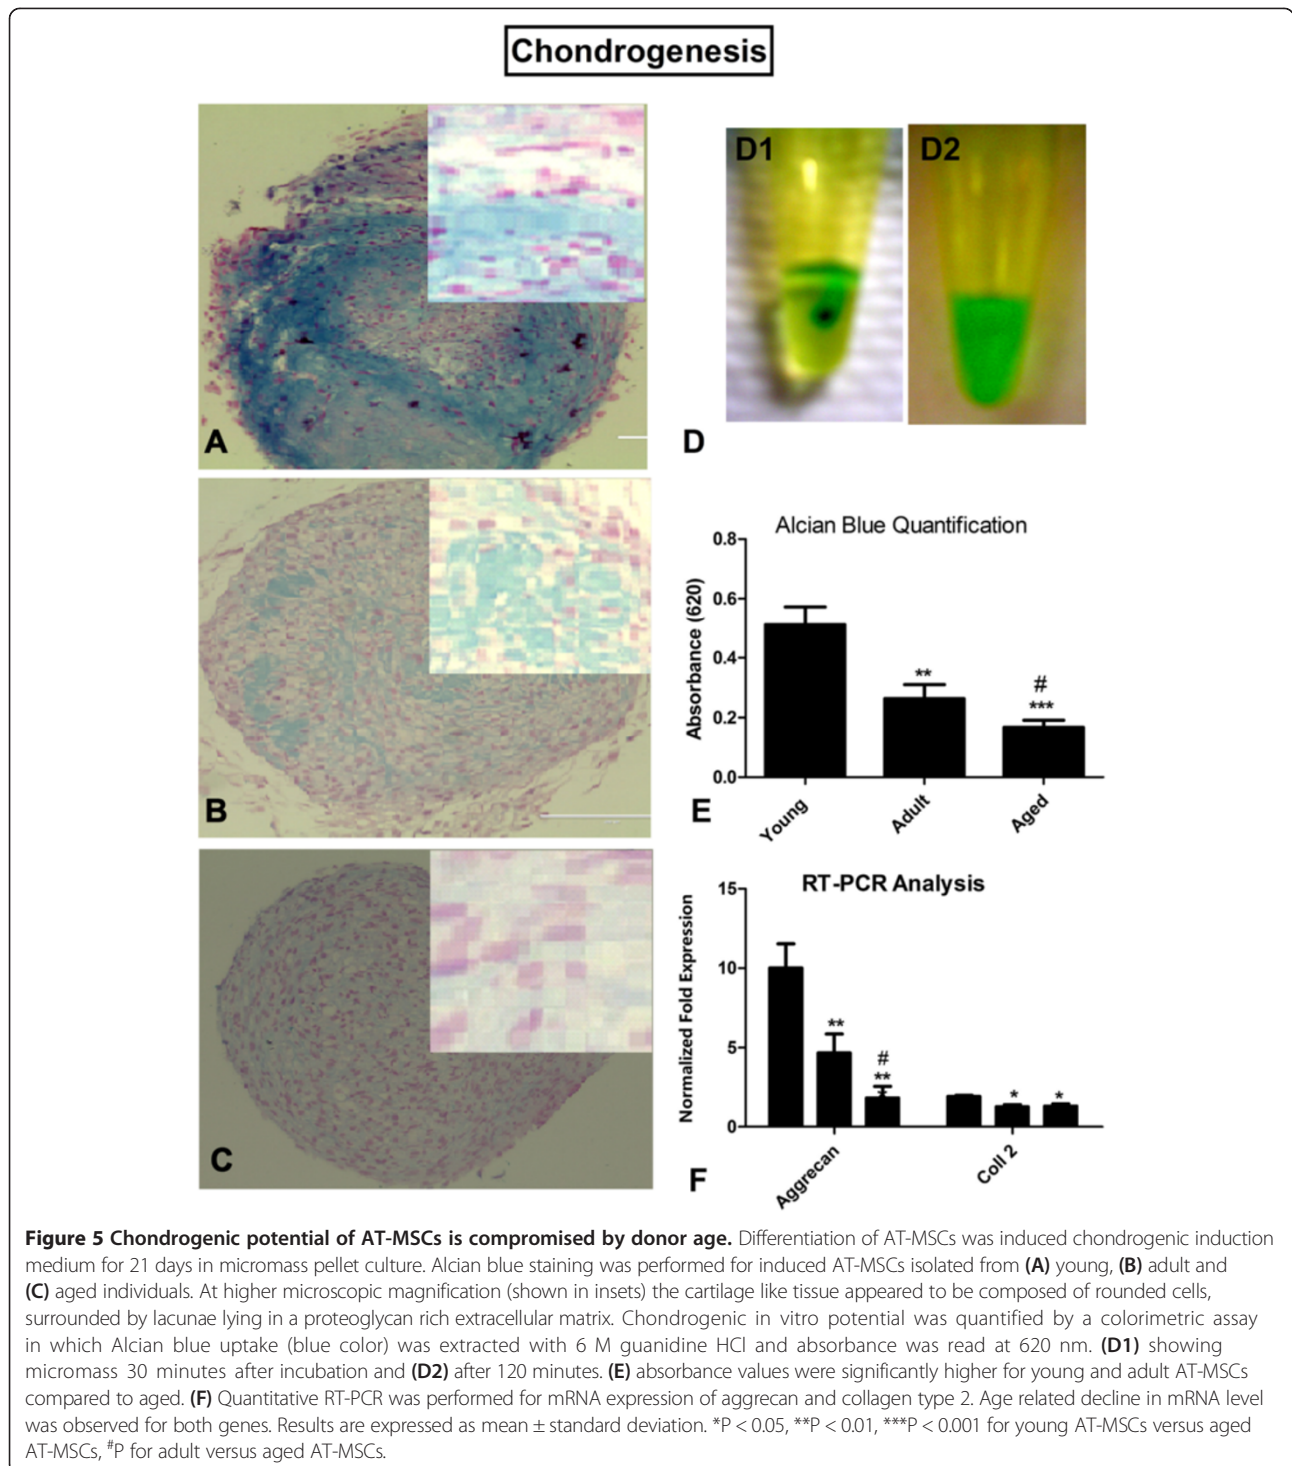 Chondrogenesis
A
B
C
D1
D2
D
Alcian Blue Quantification
Absorbance (620)
0.8
0.6
0.4
0.2
0.0
**
#
***
Young
Adult
Aged
E
RT-PCR Analysis
Normalized Fold Expression
15
10
5
0
**
#
**
*
*
Aggrecan
Coll 2
F
Figure 5 Chondrogenic potential of AT-MSCs is compromised by donor age. Differentiation of AT-MSCs was induced chondrogenic induction
medium for 21 days in micromass pellet culture. Alcian blue staining was performed for induced AT-MSCs isolated from (A) young, (B) adult and
(C) aged individuals. At higher microscopic magnification (shown in insets) the cartilage like tissue appeared to be composed of rounded cells,
surrounded by lacunae lying in a proteoglycan rich extracellular matrix. Chondrogenic in vitro potential was quantified by a colorimetric assay
in which Alcian blue uptake (blue color) was extracted with 6 M guanidine HCl and absorbance was read at 620 nm. (D1) showing
micromass 30 minutes after incubation and (D2) after 120 minutes. (E) absorbance values were significantly higher for young and adult AT-MSCs
compared to aged. (F) Quantitative RT-PCR was performed for mRNA expression of aggrecan and collagen type 2. Age related decline in mRNA level
was observed for both genes. Results are expressed as mean ± standard deviation. *P < 0.05, **P < 0.01, ***P < 0.001 for young AT-MSCs versus aged
AT-MSCs, #P for adult versus aged AT-MSCs.